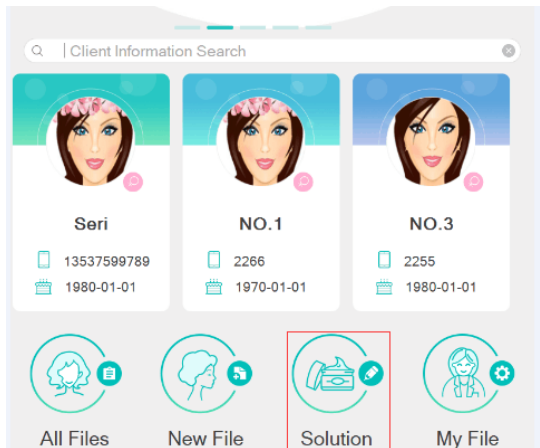 Client Information Search
Seri
NO.1
NO.3
13537599789
2266
2255
1980-01-01
1970-01-01
1980-01-01
All Files
New File
Solution
My File